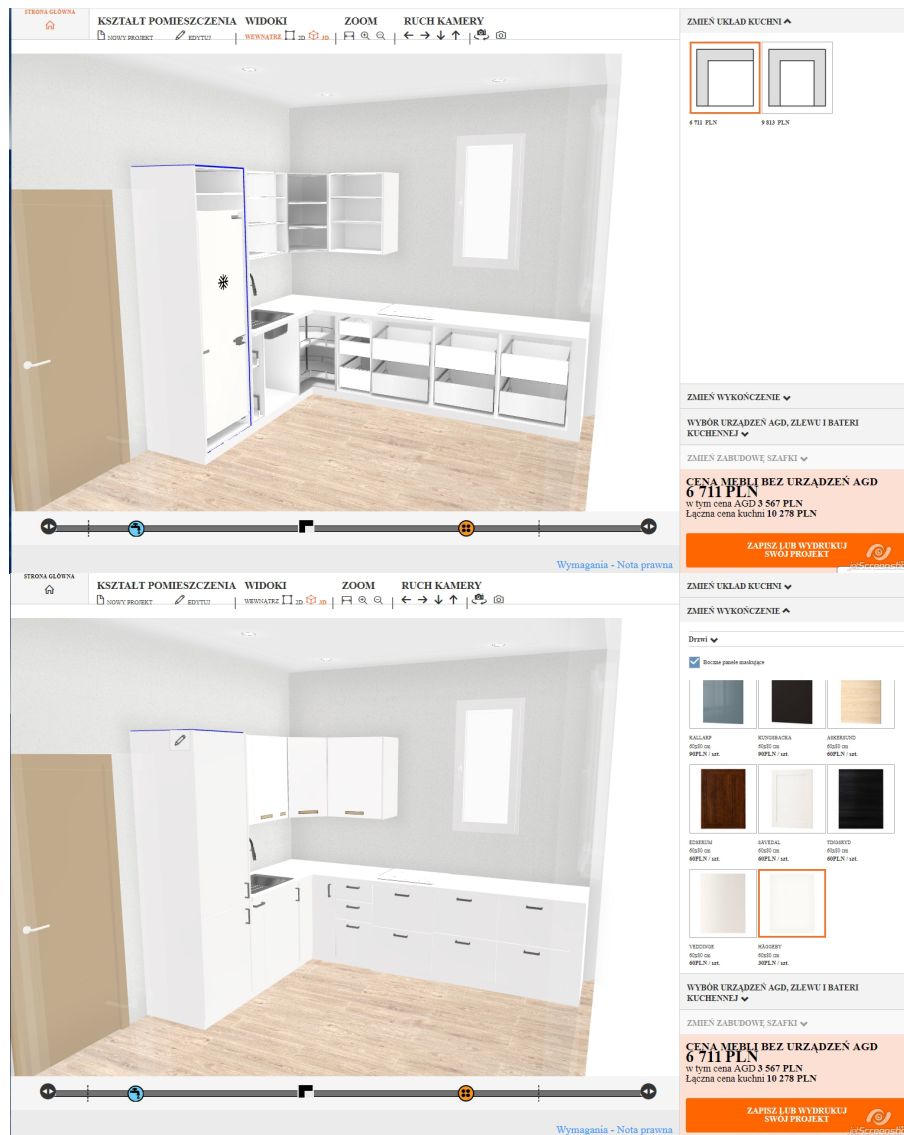 STRONA GŁÓWNA
KSZTAŁT POMIESZCZENIA WIDOKI ZOOM RUCH KAMERY
NOWY PROJEKT EDYTUJ WEWNĄTRZ 2D 3D
ZMIEŃ UKŁAD KUCHNI
6 711 PLN 9 813 PLN
ZMIEŃ WYKOŃCZENIE
WYBÓR URZĄDZEŃ AGD, ZLEWU I BATERI
KUCHENNEJ
ZMIEŃ ZABUDOWĘ SZAFKI
CENA MEBLI BEZ URZĄDZEŃ AGD
6 711 PLN
w tym cena AGD 3 567 PLN
Łączna cena kuchni 10 278 PLN
ZAPISZ LUB WYDRUKUJ
SWÓJ PROJEKT
Wymagania - Nota prawna
STRONA GŁÓWNA
KSZTAŁT POMIESZCZENIA WIDOKI ZOOM RUCH KAMERY
NOWY PROJEKT EDYTUJ WEWNĄTRZ 2D 3D
ZMIEŃ UKŁAD KUCHNI
ZMIEŃ WYKOŃCZENIE
Drzwi
Boczne panele maskujące
KALLARP KUNGSBACKA ASKERSUND
60x80 cm 60x80 cm 60x80 cm
90PLN / szt. 90PLN / szt. 60PLN / szt.
EDSERUM SÄVEDAL TINGSRYD
60x80 cm 60x80 cm 60x80 cm
60PLN / szt. 60PLN / szt. 60PLN / szt.
VEDDINGE HÄGGEBY
60x80 cm 60x80 cm
60PLN / szt. 30PLN / szt.
WYBÓR URZĄDZEŃ AGD, ZLEWU I BATERI
KUCHENNEJ
ZMIEŃ ZABUDOWĘ SZAFKI
CENA MEBLI BEZ URZĄDZEŃ AGD
6 711 PLN
w tym cena AGD 3 567 PLN
Łączna cena kuchni 10 278 PLN
ZAPISZ LUB WYDRUKUJ
SWÓJ PROJEKT
Wymagania - Nota prawna